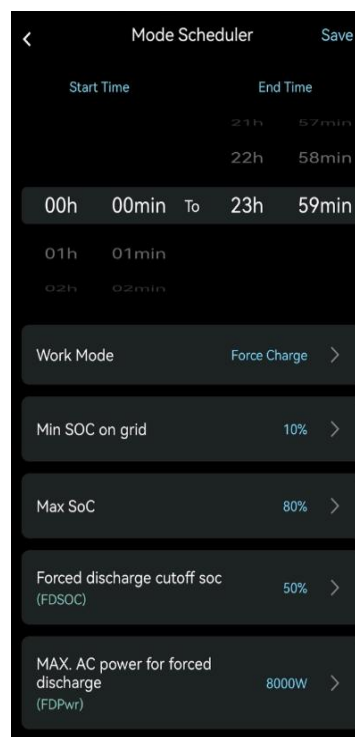 Mode Scheduler Save
Start Time End Time
21h 57min
22h 58min
00h 00min To 23h 59min
01h 01min
02h 02min
Work Mode Force Charge
Min SOC on grid 10%
Max SoC 80%
Forced discharge cutoff soc 50%
(FDSOC)
MAX. AC power for forced
discharge 8000W
(FDPwr)